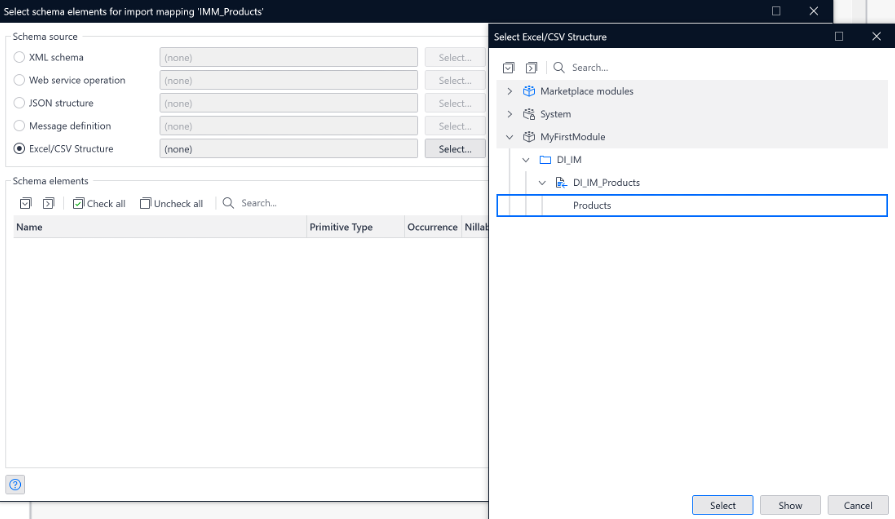 Select schema elements for import mapping 'IMM_Products'
Schema source
XML schema (none) Select...
Web service operation (none) Select...
JSON structure (none) Select...
Message definition (none) Select...
Excel/CSV Structure (none) Select...
Schema elements
Check all Uncheck all Search...
Name Primitive Type Occurrence
Select Excel/CSV Structure
Search...
Marketplace modules
System
MyFirstModule
DI_IM
DI_IM_Products
Products
Select Show Cancel